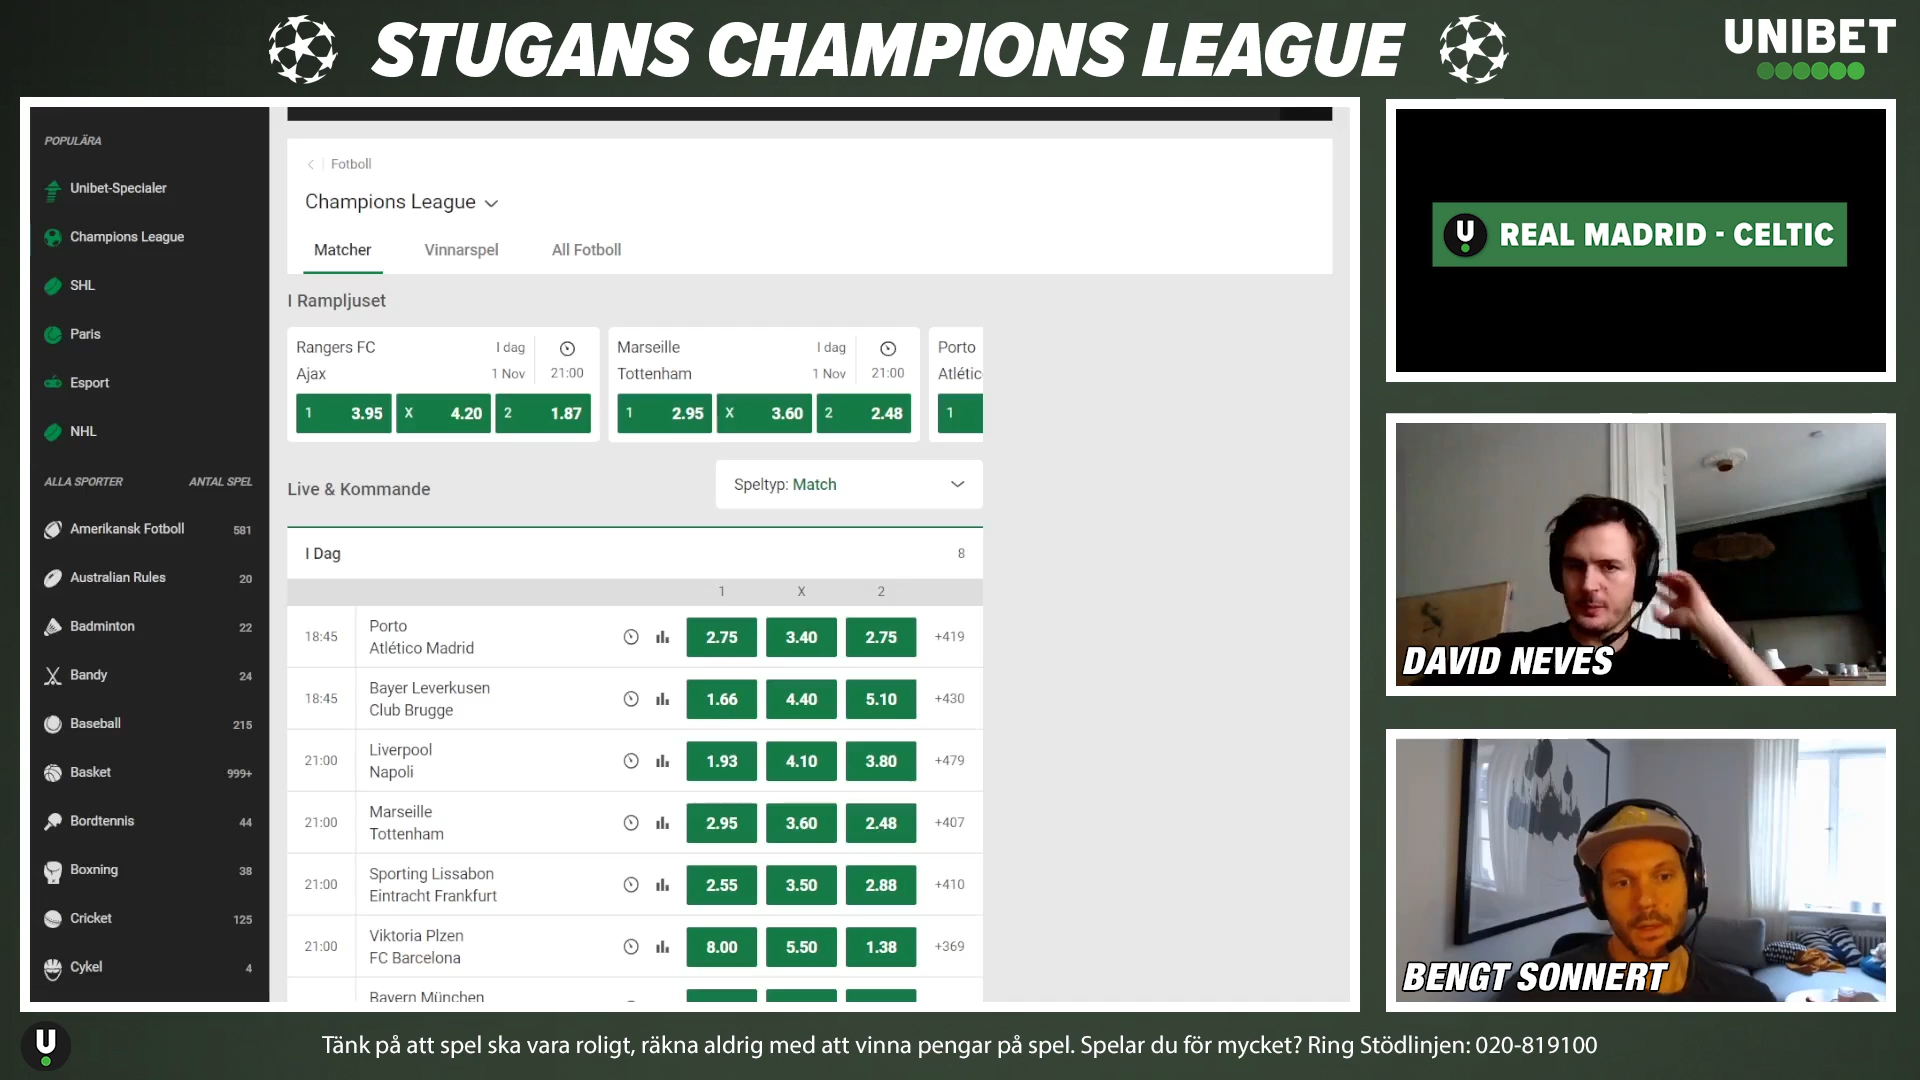 STUGANS CHAMPIONS LEAGUE
UNIBET
POPULÄRA
Unibet-Specialer
Champions League
SHL
Paris
Esport
NHL
ALLA SPORTER ANTAL SPEL
Amerikansk Fotboll 581
Australian Rules 20
Badminton 22
Bandy 24
Baseball 215
Basket 999+
Bordtennis 44
Boxning 38
Cricket 125
Cykel 4
Fotboll
Champions League
Matcher Vinnarspel All Fotboll
I Rampljuset
Rangers FC I dag
Ajax 1 Nov 21:00
1 3.95 X 4.20 2 1.87
Marseille I dag
Tottenham 1 Nov 21:00
1 2.95 X 3.60 2 2.48
Porto
Atlétic
1
Live & Kommande
Speltyp: Match
I Dag 8
1 X 2
18:45 Porto
Atlético Madrid 2.75 3.40 2.75 +419
18:45 Bayer Leverkusen
Club Brugge 1.66 4.40 5.10 +430
21:00 Liverpool
Napoli 1.93 4.10 3.80 +479
21:00 Marseille
Tottenham 2.95 3.60 2.48 +407
21:00 Sporting Lissabon
Eintracht Frankfurt 2.55 3.50 2.88 +410
21:00 Viktoria Plzen
FC Barcelona 8.00 5.50 1.38 +369
Bayern München
U REAL MADRID - CELTIC
DAVID NEVES
BENGT SONNERT
U
Tänk på att spel ska vara roligt, räkna aldrig med att vinna pengar på spel. Spelar du för mycket? Ring Stödlinjen: 020-819100